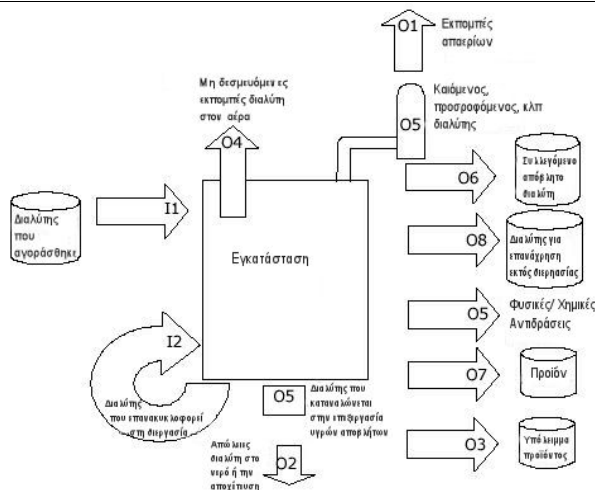 O1
Εκπομπές
απαερίων
Μη δεσμευόμενες
εκπομπές διαλύτη
στον αέρα
O4
Καιόμενος,
προσροφόμενος, κλπ
διαλύτης
O5
O6
Συλλεγόμενο
απόβλητο
διαλύτη
Διαλύτης
που
αγοράσθηκε
I1
Εγκατάσταση
O8
Διαλύτης για
επανάχρηση
εκτός διεργασίας
O5
Φυσικές/ Χημικές
Αντιδράσεις
I2
Διαλύτης
που επανακυκλοφορεί
στη διεργασία
O7
Προϊόν
O5
Διαλύτης που
καταναλώνεται
στην επεξεργασία
υγρών αποβλήτων
O3
Υπόλειμμα
προϊόντος
Απώλειες
διαλύτη στο
νερό ή την
αποχέτευση
O2